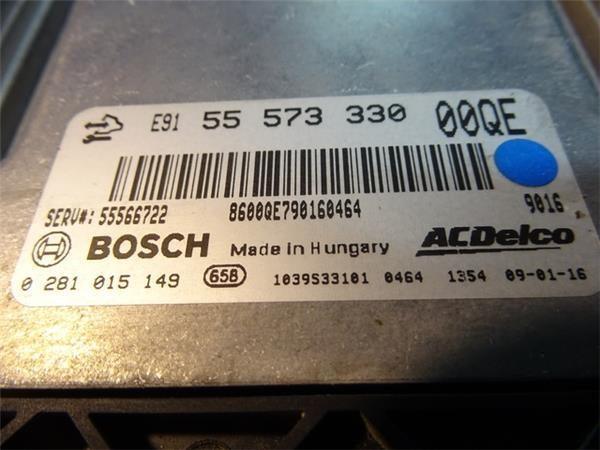 E91 55 573 330 00QE
SERV#: 55566722 8600QE790160464 9016
BOSCH Made in Hungary ACDelco
0 281 015 149 658 1039S33101 0464 1354 09-01-16